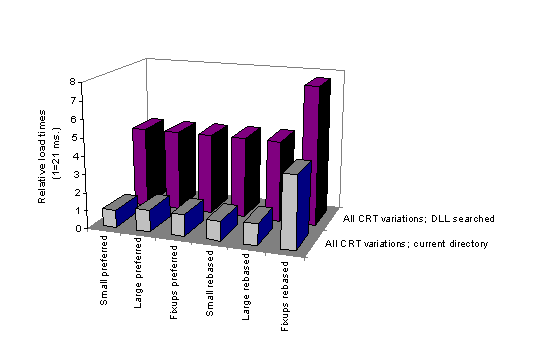 8
7
6
5
4
3
2
1
0
Relative load times
(1=21 ms.)
All CRT variations; DLL searched
All CRT variations; current directory
Small preferred
Large preferred
Fixups preferred
Small rebased
Large rebased
Fixups rebased